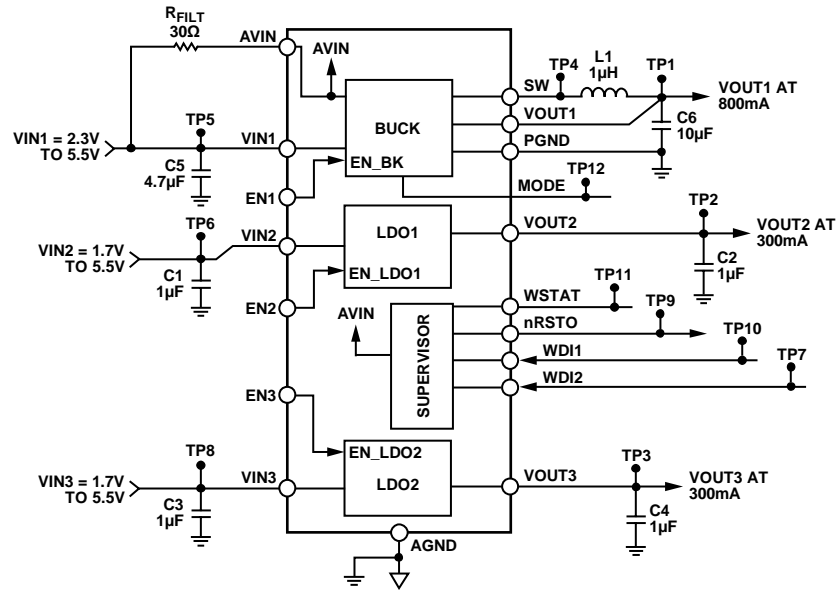 RFILT
30Ω
AVIN
AVIN
TP4
L1
1µH
TP1
SW
VOUT1 AT
800mA
VOUT1
C6
10µF
BUCK
PGND
VIN1 = 2.3V
TO 5.5V
TP5
VIN1
C5
4.7µF
EN_BK
EN1
MODE
TP12
TP6
VIN2
VIN2 = 1.7V
TO 5.5V
C1
1µF
LDO1
EN_LDO1
EN2
VOUT2
TP2
VOUT2 AT
300mA
C2
1µF
AVIN
SUPERVISOR
WSTAT
TP11
nRSTO
TP9
WDI1
TP10
WDI2
TP7
EN3
EN_LDO2
LDO2
TP8
VIN3
VIN3 = 1.7V
TO 5.5V
C3
1µF
VOUT3
TP3
VOUT3 AT
300mA
C4
1µF
AGND